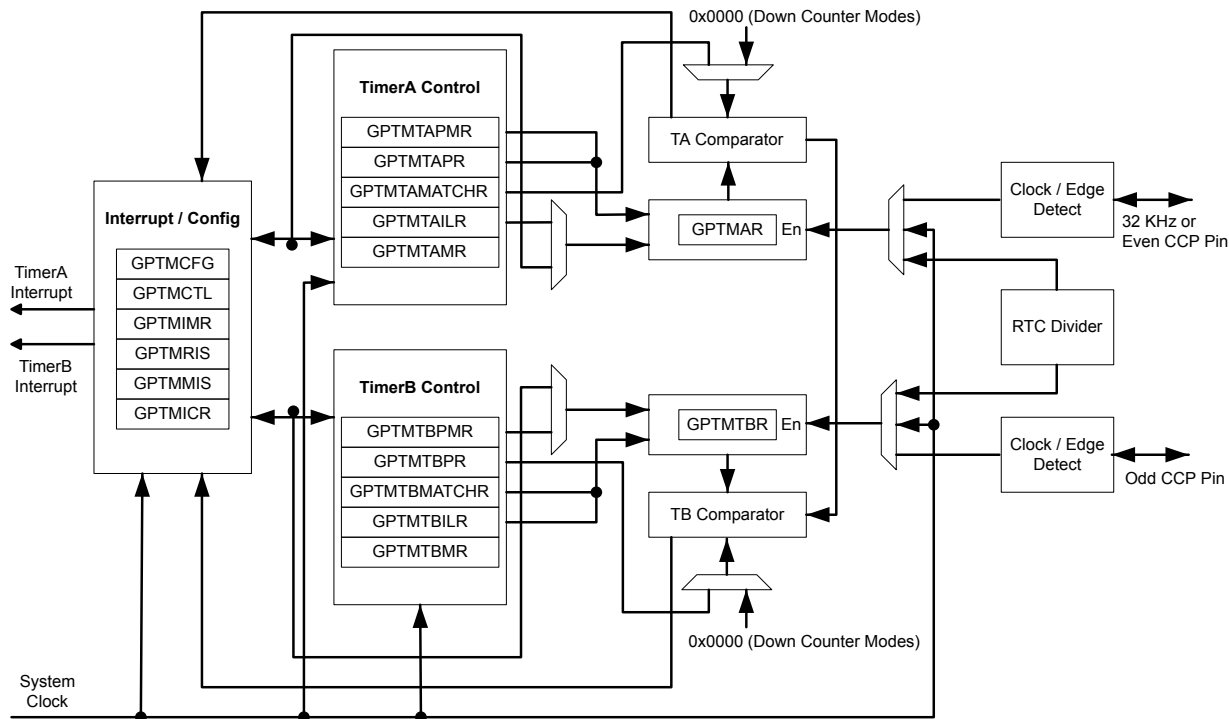 0x0000 (Down Counter Modes)
TimerA Control
GPTMTAPMR
GPTMTAPR
GPTMTAMATCHR
GPTMTAILR
GPTMTAMR
TA Comparator
GPTMAR
En
Clock / Edge
Detect
32 KHz or
Even CCP Pin
Interrupt / Config
GPTMCFG
GPTMCTL
GPTMIMR
GPTMRIS
GPTMMIS
GPTMICR
TimerA
Interrupt
TimerB
Interrupt
RTC Divider
TimerB Control
GPTMTBPMR
GPTMTBPR
GPTMTBMATCHR
GPTMTBILR
GPTMTBMR
GPTMTBR
En
TB Comparator
Clock / Edge
Detect
Odd CCP Pin
0x0000 (Down Counter Modes)
System
Clock